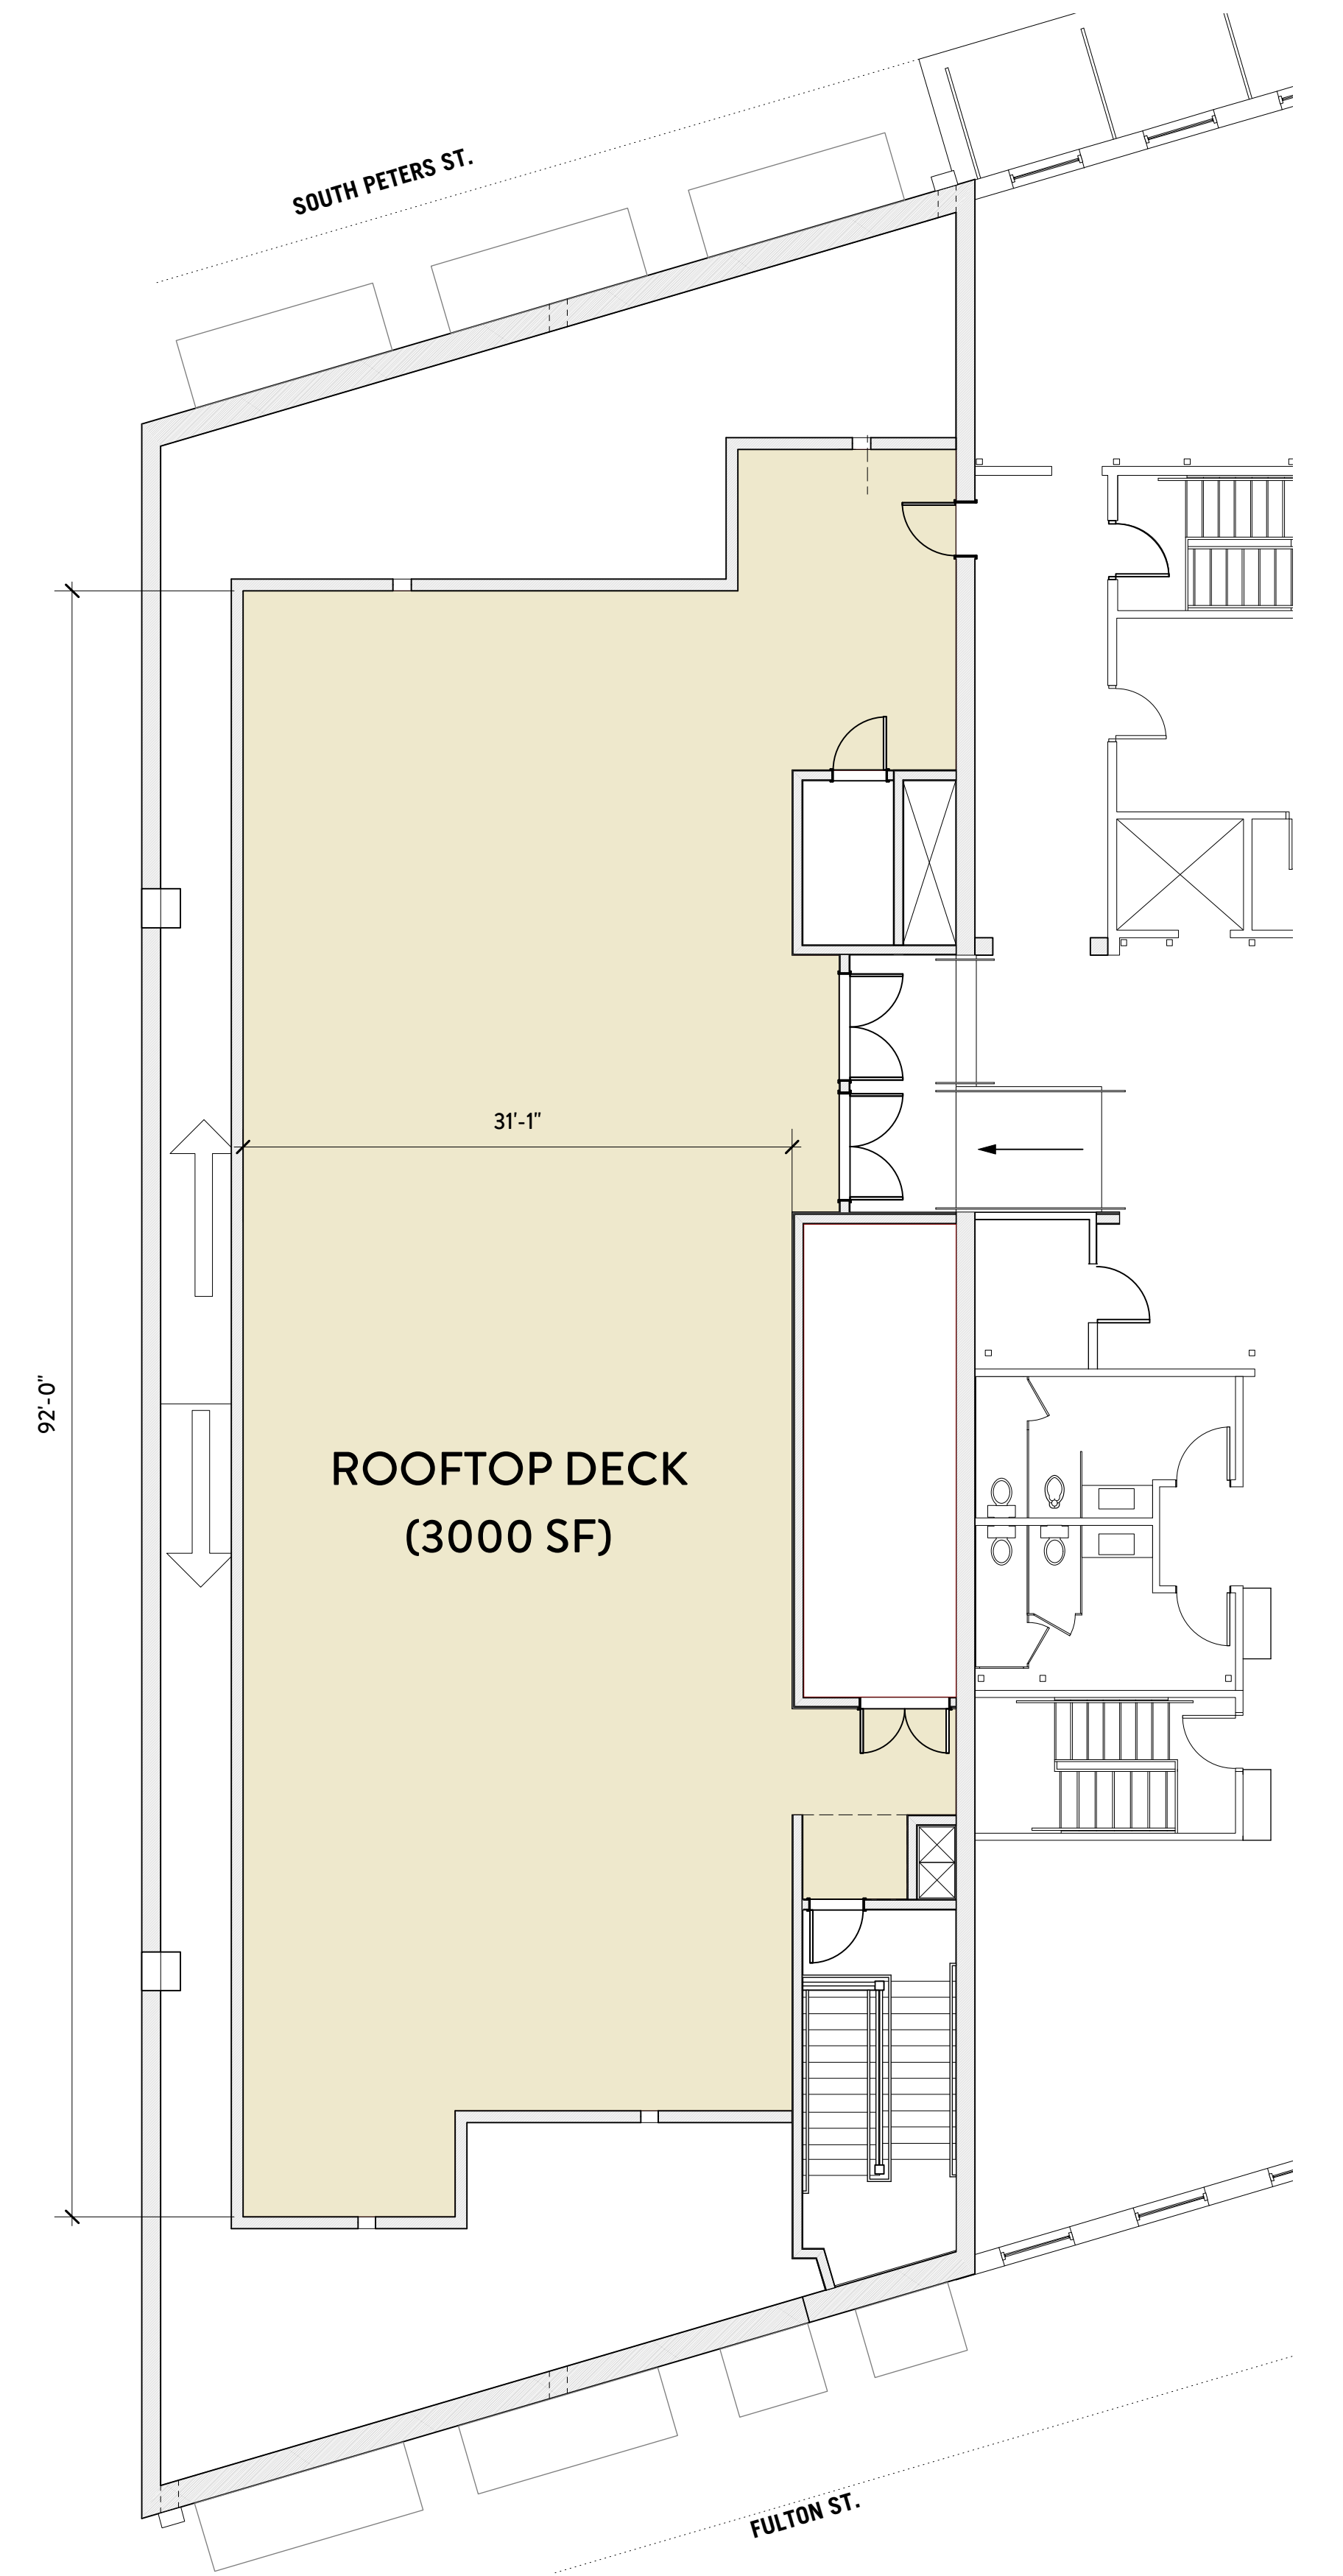 SOUTH PETERS ST.
31'-1"
92'-0"
ROOFTOP DECK
(3000 SF)
FULTON ST.